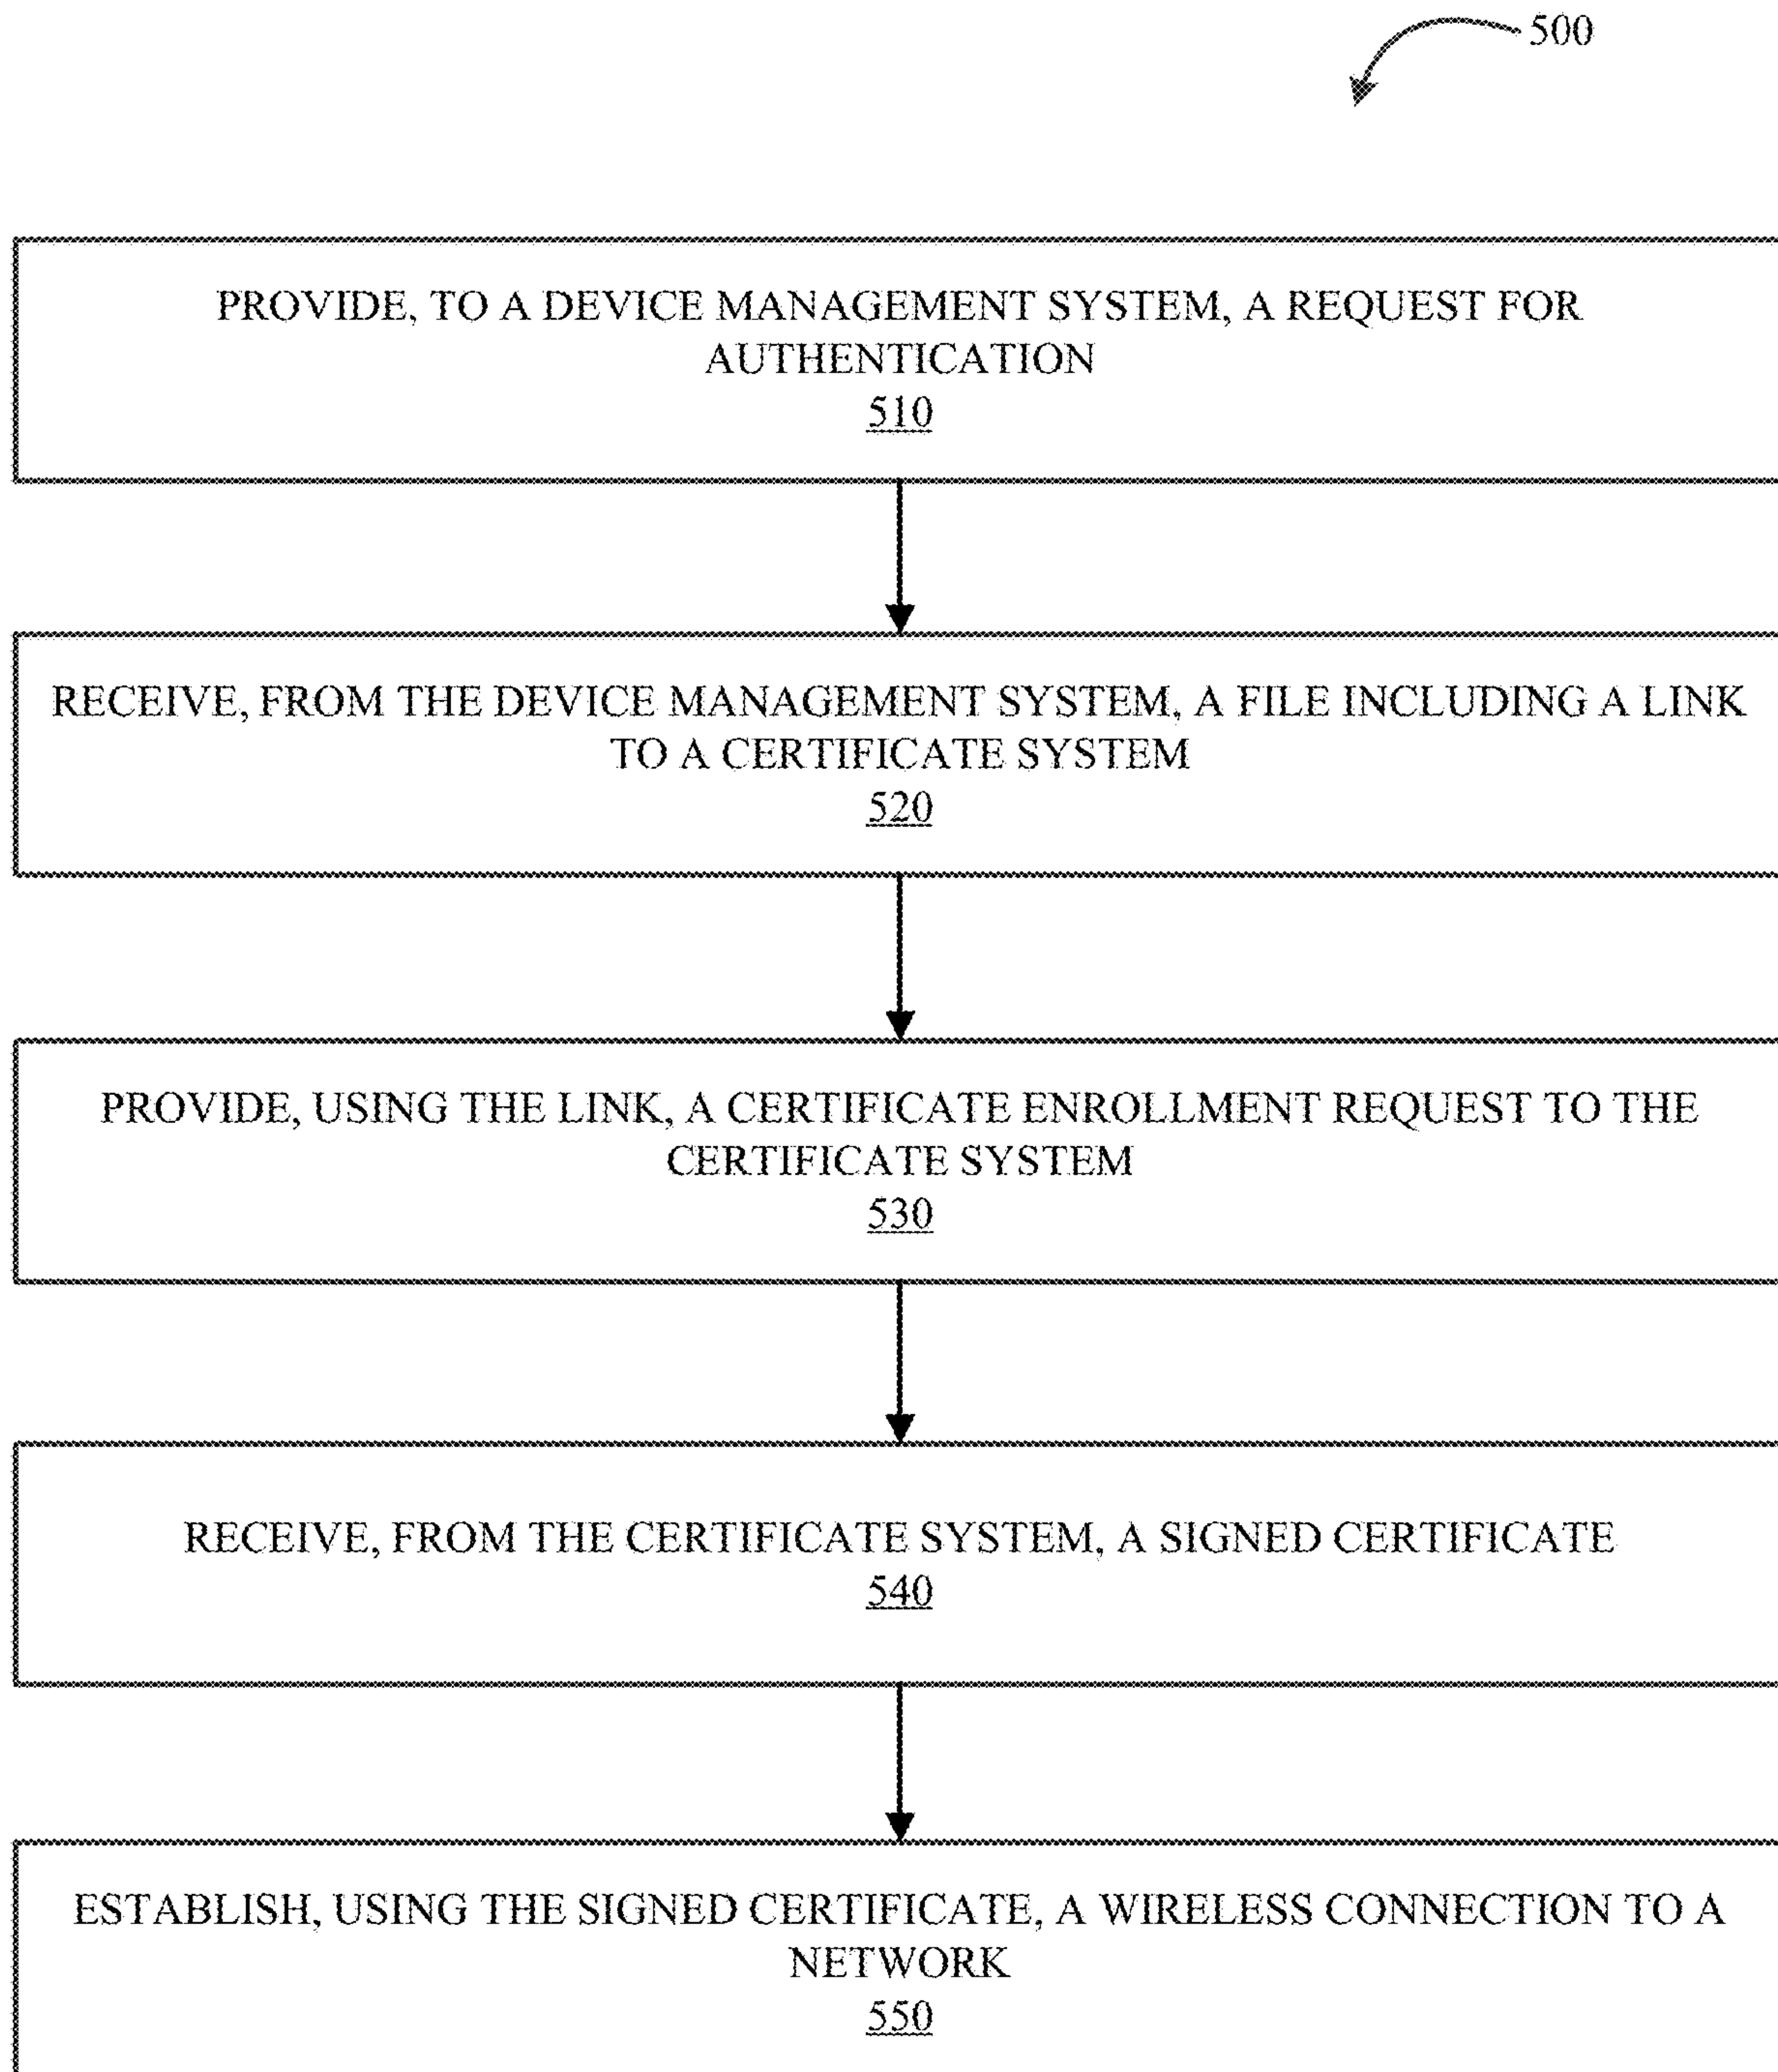 500
PROVIDE, TO A DEVICE MANAGEMENT SYSTEM, A REQUEST FOR
AUTHENTICATION
510
RECEIVE, FROM THE DEVICE MANAGEMENT SYSTEM, A FILE INCLUDING A LINK
TO A CERTIFICATE SYSTEM
520
PROVIDE, USING THE LINK, A CERTIFICATE ENROLLMENT REQUEST TO THE
CERTIFICATE SYSTEM
530
RECEIVE, FROM THE CERTIFICATE SYSTEM, A SIGNED CERTIFICATE
540
ESTABLISH, USING THE SIGNED CERTIFICATE, A WIRELESS CONNECTION TO A
NETWORK
550